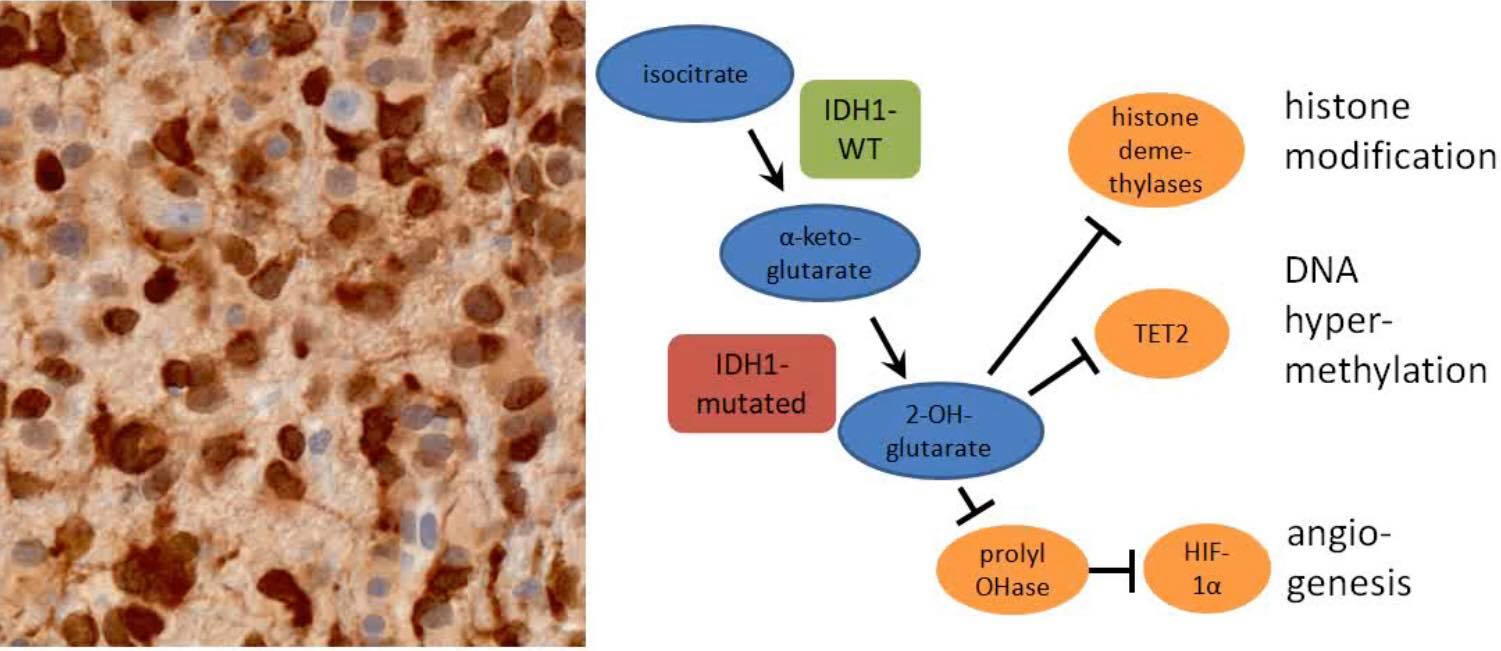 isocitrate
IDH1-
WT
α-keto-
glutarate
IDH1-
mutated
2-OH-
glutarate
histone
deme-
thylases
histone
modification
TET2
DNA
hyper-
methylation
prolyl
OHase
HIF-
1α
angio-
genesis